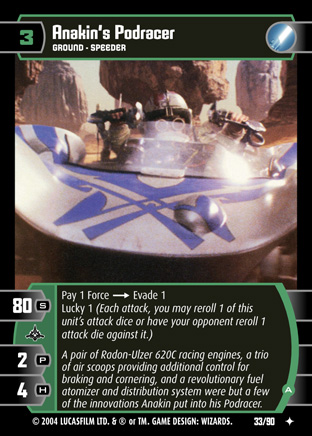 3
Anakin's Podracer
GROUND • SPEEDER
80 S
Pay 1 Force → Evade 1
Lucky 1 (Each attack, you may reroll 1 of this
unit's attack dice or have your opponent reroll 1
attack die against it.)
2 P
4 H
A pair of Radon-Ulzer 620C racing engines, a trio
of air scoops providing additional control for
braking and cornering, and a revolutionary fuel
atomizer and distribution system were but a few
of the innovations Anakin put into his Podracer.
A
© 2004 LUCASFILM LTD. & ® or TM. GAME DESIGN: WIZARDS. 33/90